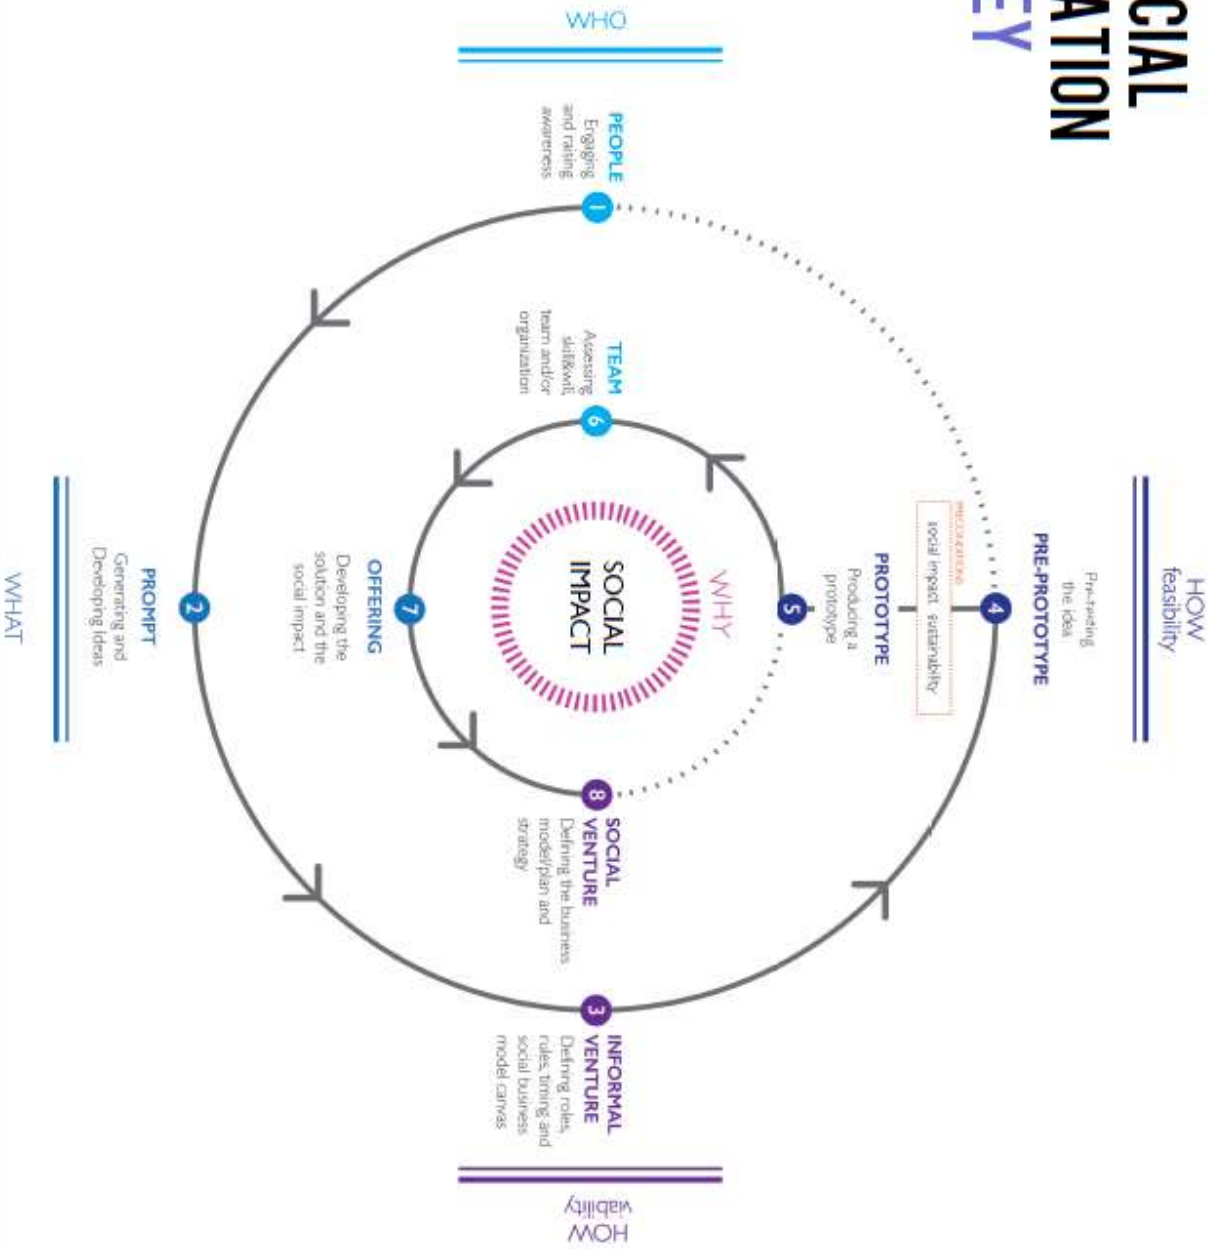 CIAL
ATION
EY
HOW
feasibility
Pre-testing
the idea
PRE-PROTOTYPE
4
PRECONDITIONS
social impact sustainability
PROTOTYPE
Producing a
prototype
5
WHO
PEOPLE
Engaging
and raising
awareness
1
TEAM
Assessing
skill&will,
team and/or
organization
6
WHY
SOCIAL
IMPACT
8
SOCIAL
VENTURE
Defining the business
model/plan and
strategy
3
INFORMAL
VENTURE
Defining roles,
rules, timing and
social business
model canvas
HOW
viability
7
OFFERING
Developing the
solution and the
social impact
2
PROMPT
Generating and
Developing ideas
WHAT